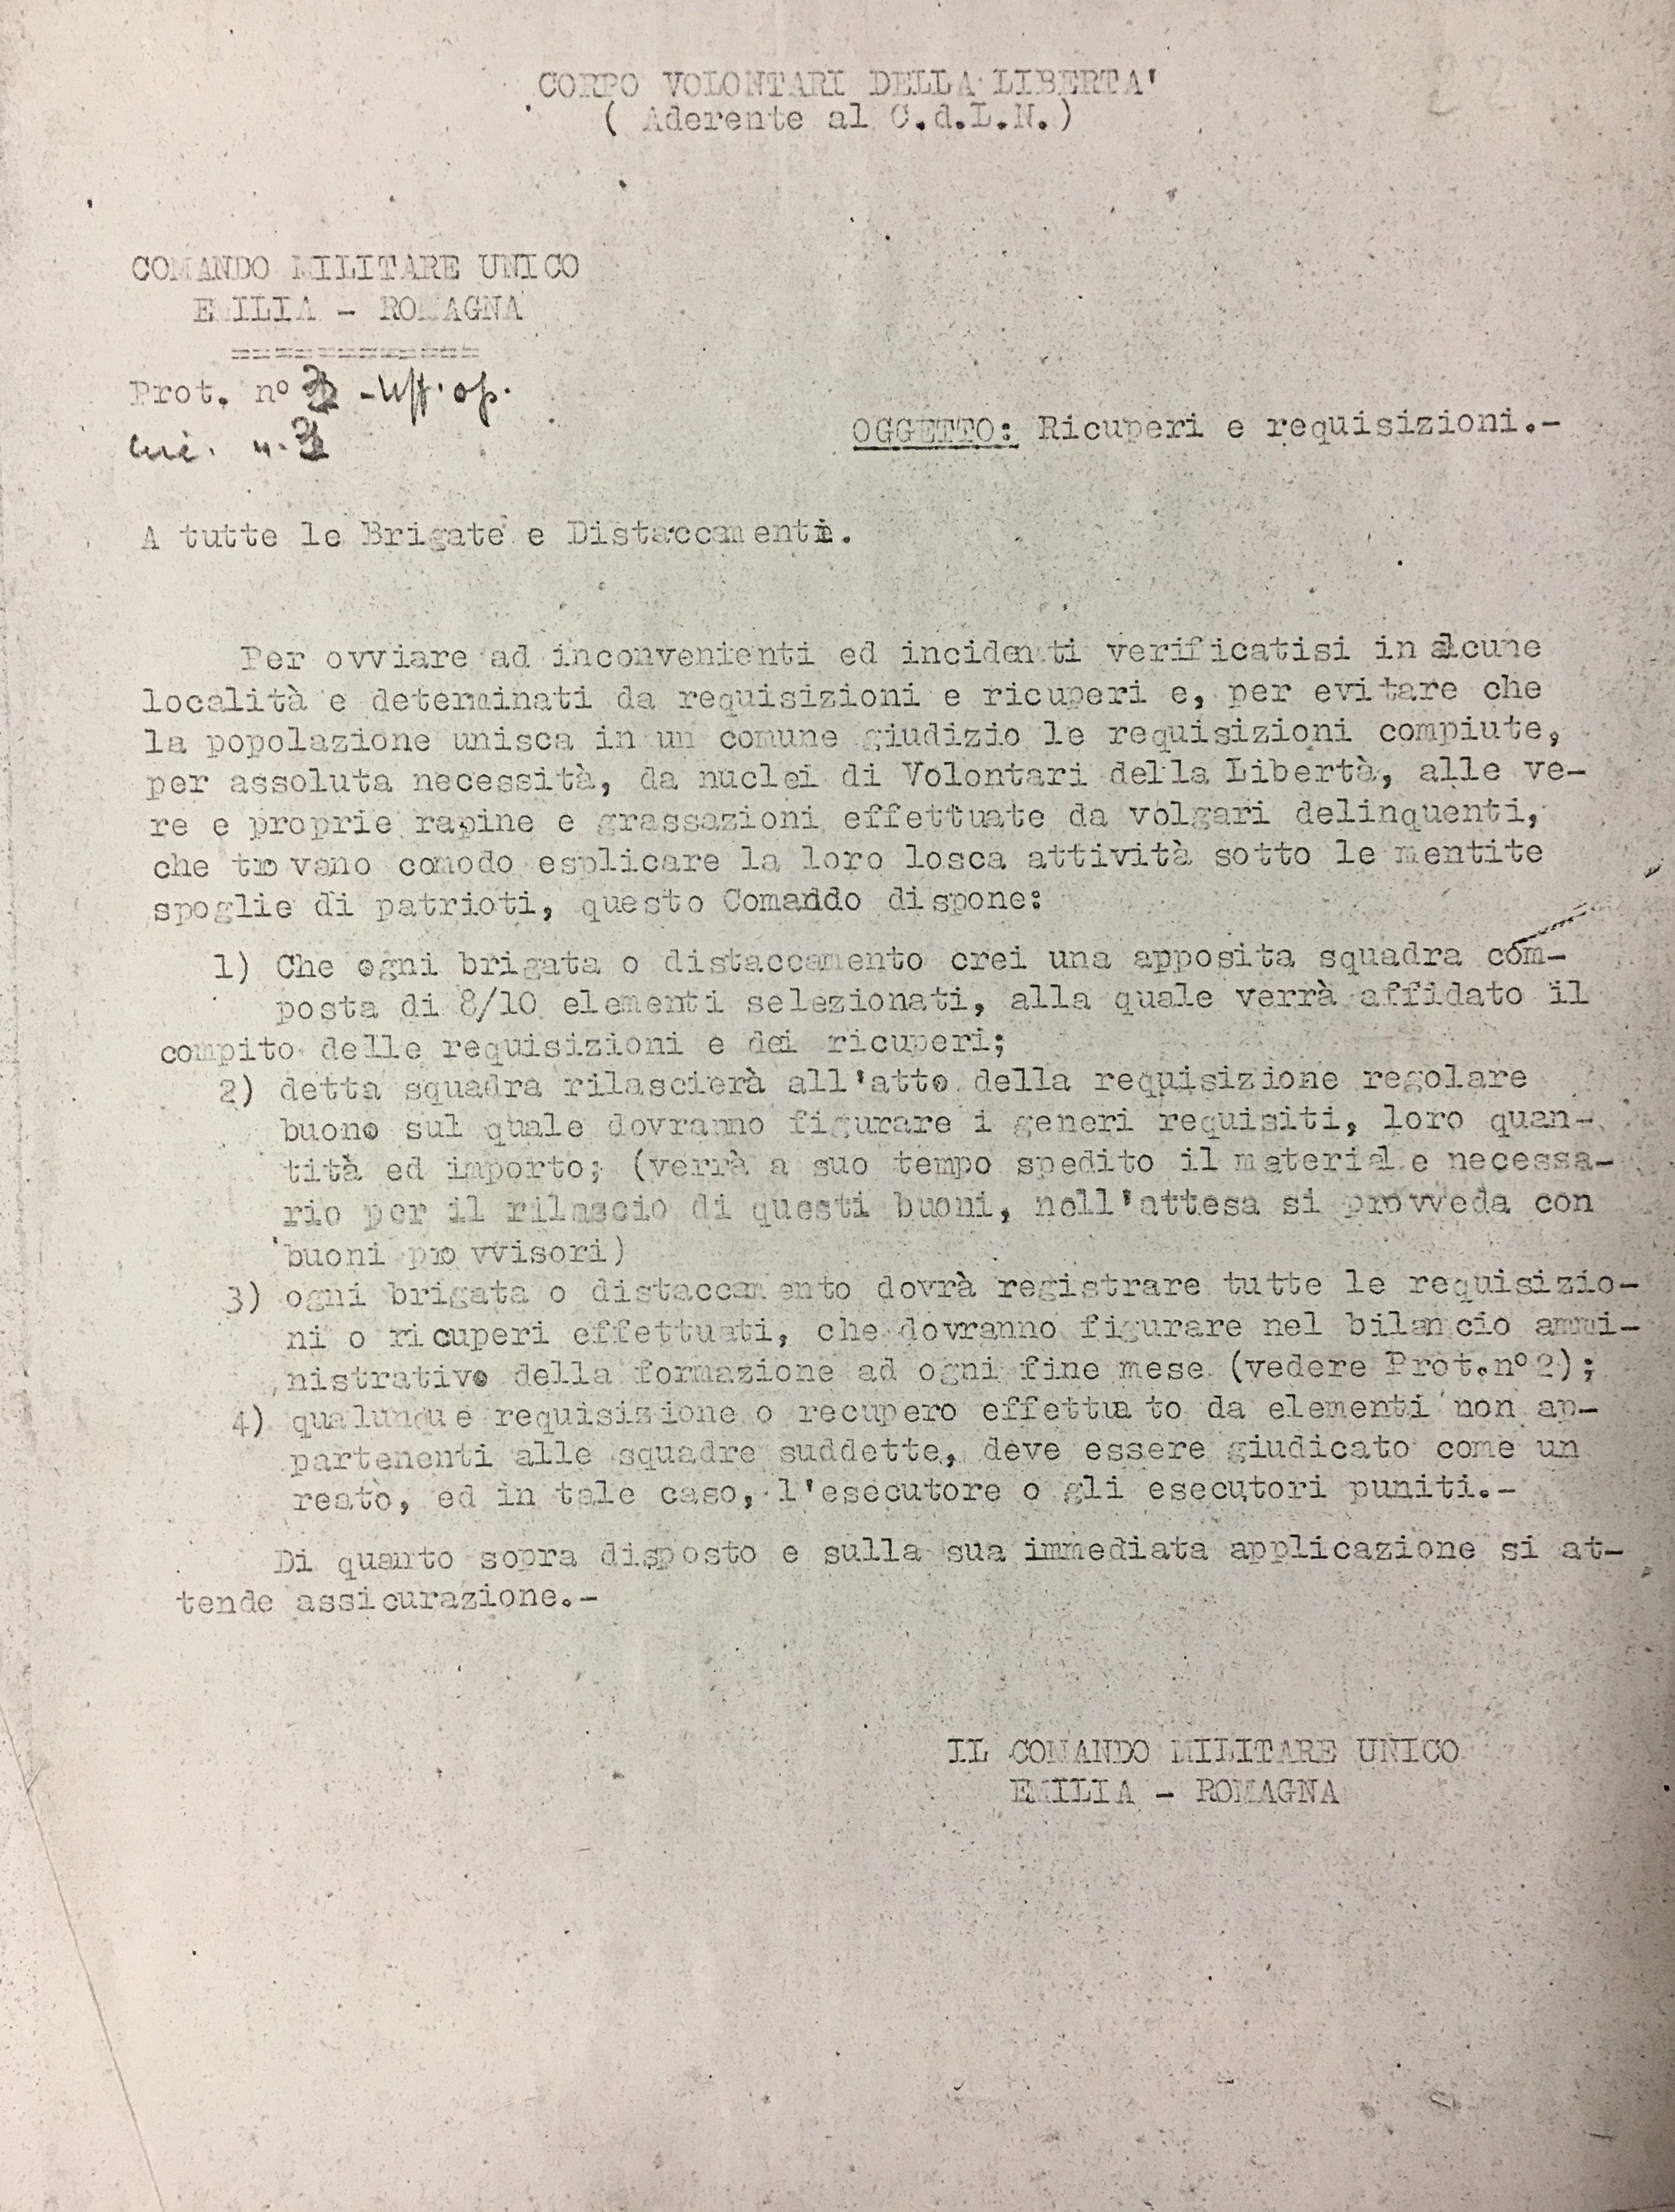 CORPO VOLONTARI DELLA LIBERTA'
( Aderente al C.d.L.N.)
COMANDO MILITARE UNICO
EMILIA - ROMAGNA
============
Prot. nº - Uff. op.
OGGETTO: Ricuperi e requisizioni.-
A tutte le Brigate e Distaccamenti.
Per ovviare ad inconvenienti ed incidenti verificatisi in alcune
località e determinati da requisizioni e ricuperi e, per evitare che
la popolazione unisca in un comune giudizio le requisizioni compiute,
per assoluta necessità, da nuclei di Volontari della Libertà, alle ve-
re e proprie rapine e grassazioni effettuate da volgari delinquenti,
che trovano comodo esplicare la loro losca attività sotto le mentite
spoglie di patrioti, questo Comando dispone:
1) Che ogni brigata o distaccamento crei una apposita squadra com-
posta di 8/10 elementi selezionati, alla quale verrà affidato il
compito delle requisizioni e dei ricuperi;
2) detta squadra rilascierà all'atto della requisizione regolare
buono sul quale dovranno figurare i generi requisiti, loro quan-
tità ed importo; (verrà a suo tempo spedito il materiale necessa-
rio per il rilascio di questi buoni, nell'attesa si provveda con
buoni provvisori)
3) ogni brigata o distaccamento dovrà registrare tutte le requisizio-
ni o ricuperi effettuati, che dovranno figurare nel bilancio ammi-
nistrativo della formazione ad ogni fine mese (vedere Prot.nº 2);
4) qualunque requisizione o recupero effettuato da elementi non ap-
partenenti alle squadre suddette, deve essere giudicato come un
reato, ed in tale caso, l'esecutore o gli esecutori puniti.-
Di quanto sopra disposto e sulla sua immediata applicazione si at-
tende assicurazione.-
IL COMANDO MILITARE UNICO
EMILIA - ROMAGNA